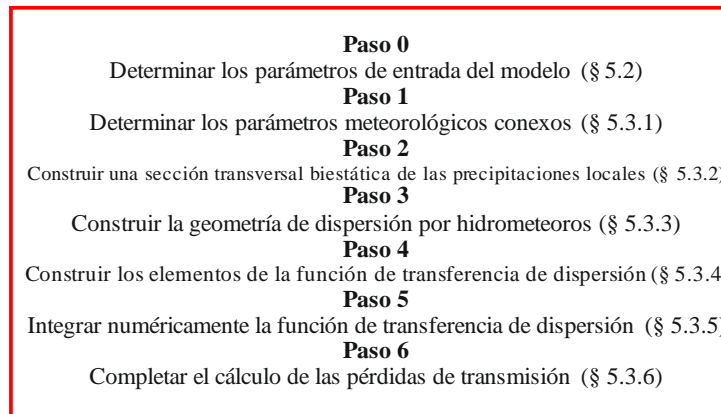 Paso 0
Determinar los parámetros de entrada del modelo (§ 5.2)
Paso 1
Determinar los parámetros meteorológicos conexos (§ 5.3.1)
Paso 2
Construir una sección transversal biestática de las precipitaciones locales (§ 5.3.2)
Paso 3
Construir la geometría de dispersión por hidrometeoros (§ 5.3.3)
Paso 4
Construir los elementos de la función de transferencia de dispersión (§ 5.3.4
Paso 5
Integrar numéricamente la función de transferencia de dispersión (§ 5.3.5)
Paso 6
Completar el cálculo de las pérdidas de transmisión (§ 5.3.6)